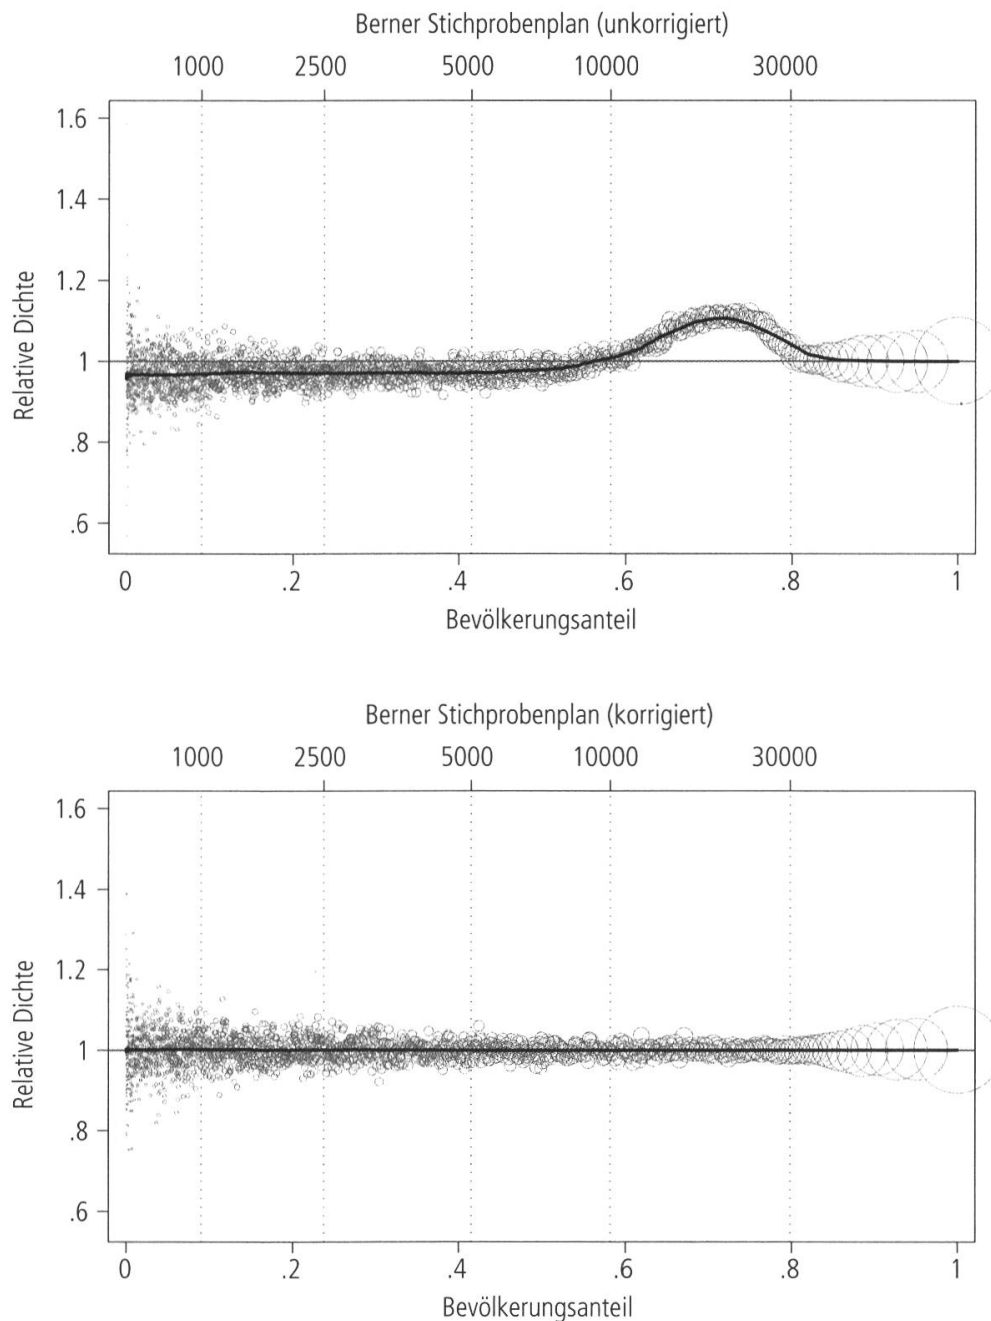 Berner Stichprobenplan (unkorrigiert)
1000 2500 5000 10000 30000
1.6
1.4
1.2
1
.8
.6
Relative Dichte
0 .2 .4 .6 .8 1
Bevölkerungsanteil
Berner Stichprobenplan (korrigiert)
1000 2500 5000 10000 30000
1.6
1.4
1.2
1
.8
.6
Relative Dichte
0 .2 .4 .6 .8 1
Bevölkerungsanteil